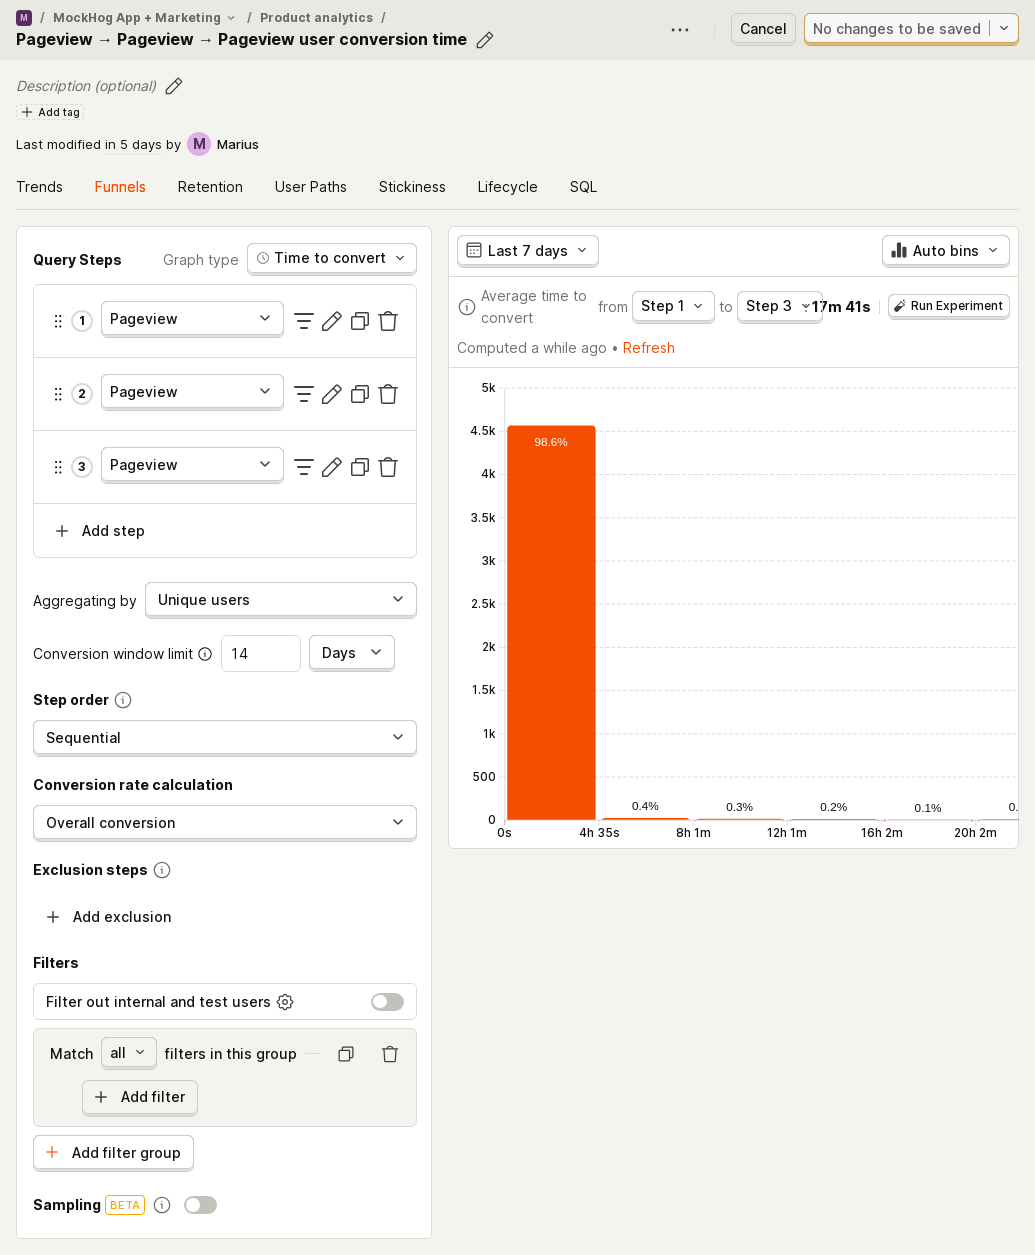 M / MockHog App + Marketing / Product analytics /
Pageview → Pageview → Pageview user conversion time
Cancel
No changes to be saved
Description (optional)
Add tag
Last modified in 5 days by M Marius
Trends Funnels Retention User Paths Stickiness Lifecycle SQL
Query Steps Graph type Time to convert
1 Pageview
2 Pageview
3 Pageview
Add step
Aggregating by Unique users
Conversion window limit 14 Days
Step order
Sequential
Conversion rate calculation
Overall conversion
Exclusion steps
Add exclusion
Filters
Filter out internal and test users
Match all filters in this group
Add filter
Add filter group
Sampling BETA
Last 7 days Auto bins
Average time to convert from Step 1 to Step 3 17m 41s Run Experiment
Computed a while ago • Refresh
5k
4.5k
4k
3.5k
3k
2.5k
2k
1.5k
1k
500
0
98.6% 0.4% 0.3% 0.2% 0.1% 0.
0s 4h 35s 8h 1m 12h 1m 16h 2m 20h 2m